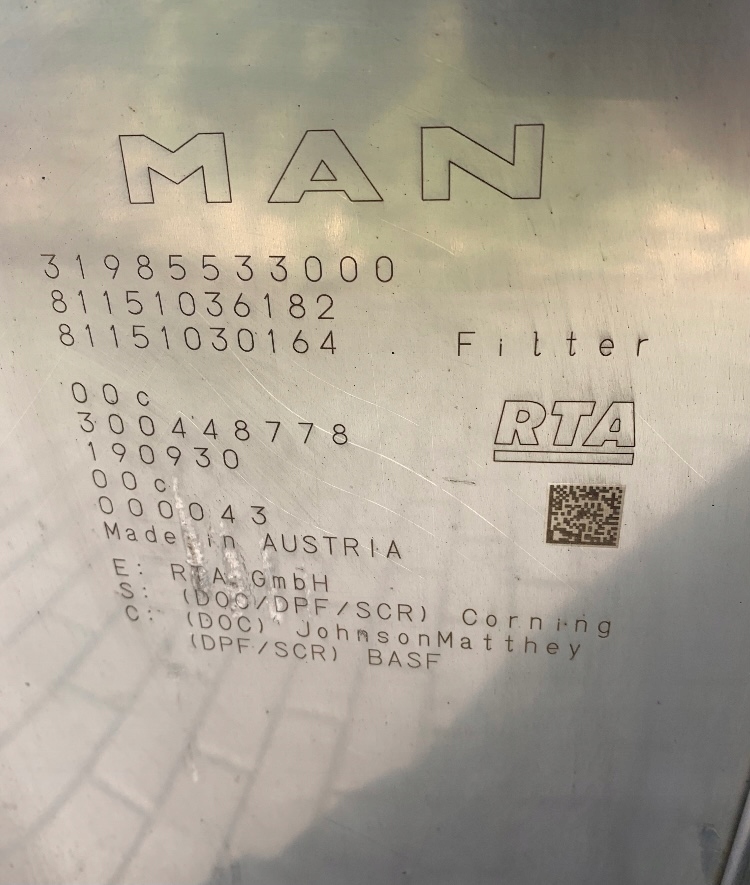 MAN
31985533000
81151036182
81151030164 Filter
00c
300448778
190930
00c
000043
RTA
Made in AUSTRIA
E: RTA GmbH
S: (DOC/DPF/SCR) Corning
C: (DOC) JohnsonMatthey
(DPF/SCR) BASF